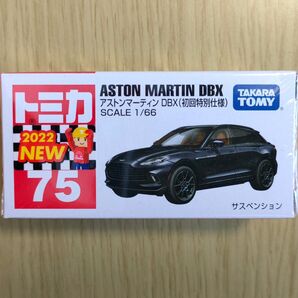 トミカ
2022
NEW
75
ASTON MARTIN DBX
アストンマーティン DBX(初回特別仕様)
SCALE 1/66
TAKARA
TOMY
サスペンション